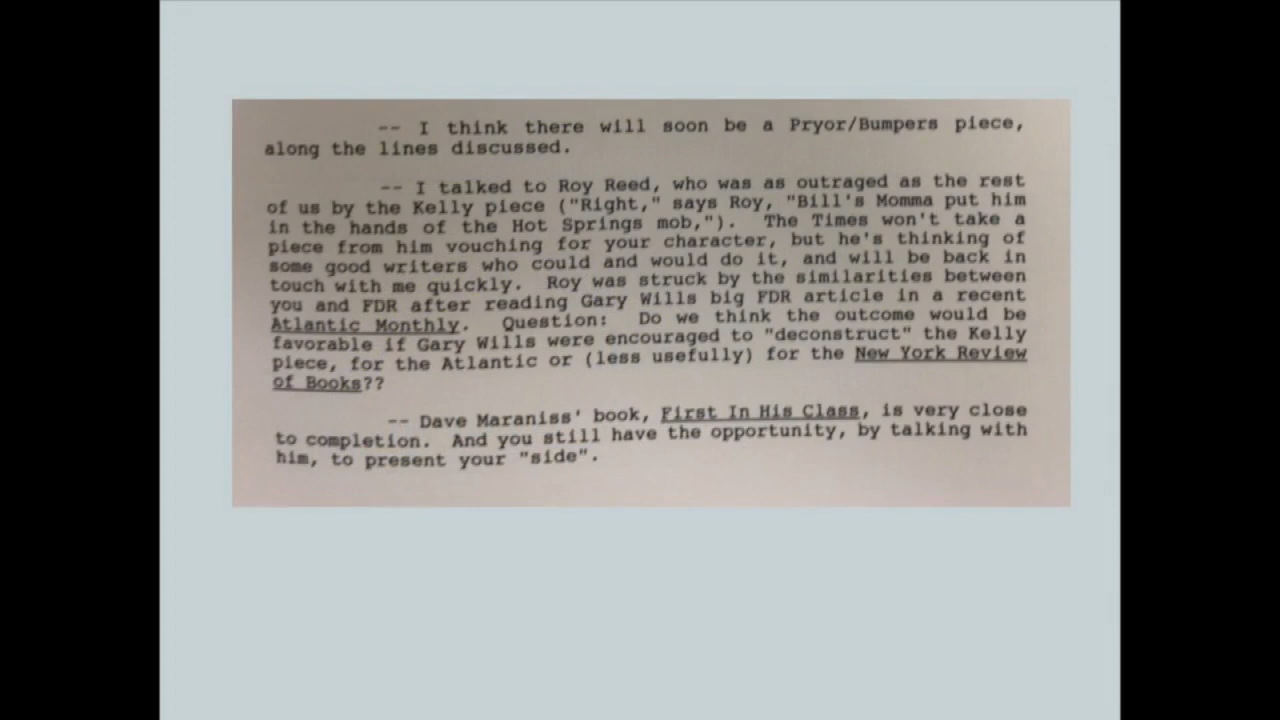 -- I think there will soon be a Pryor/Bumpers piece,
along the lines discussed.
-- I talked to Roy Reed, who was as outraged as the rest
of us by the Kelly piece ("Right," says Roy, "Bill's Momma put him
in the hands of the Hot Springs mob,"). The Times won't take a
piece from him vouching for your character, but he's thinking of
some good writers who could and would do it, and will be back in
touch with me quickly. Roy was struck by the similarities between
you and FDR after reading Gary Wills big FDR article in a recent
Atlantic Monthly. Question: Do we think the outcome would be
favorable if Gary Wills were encouraged to "deconstruct" the Kelly
piece, for the Atlantic or (less usefully) for the New York Review
of Books??
-- Dave Maraniss' book, First In His Class, is very close
to completion. And you still have the opportunity, by talking with
him, to present your "side".